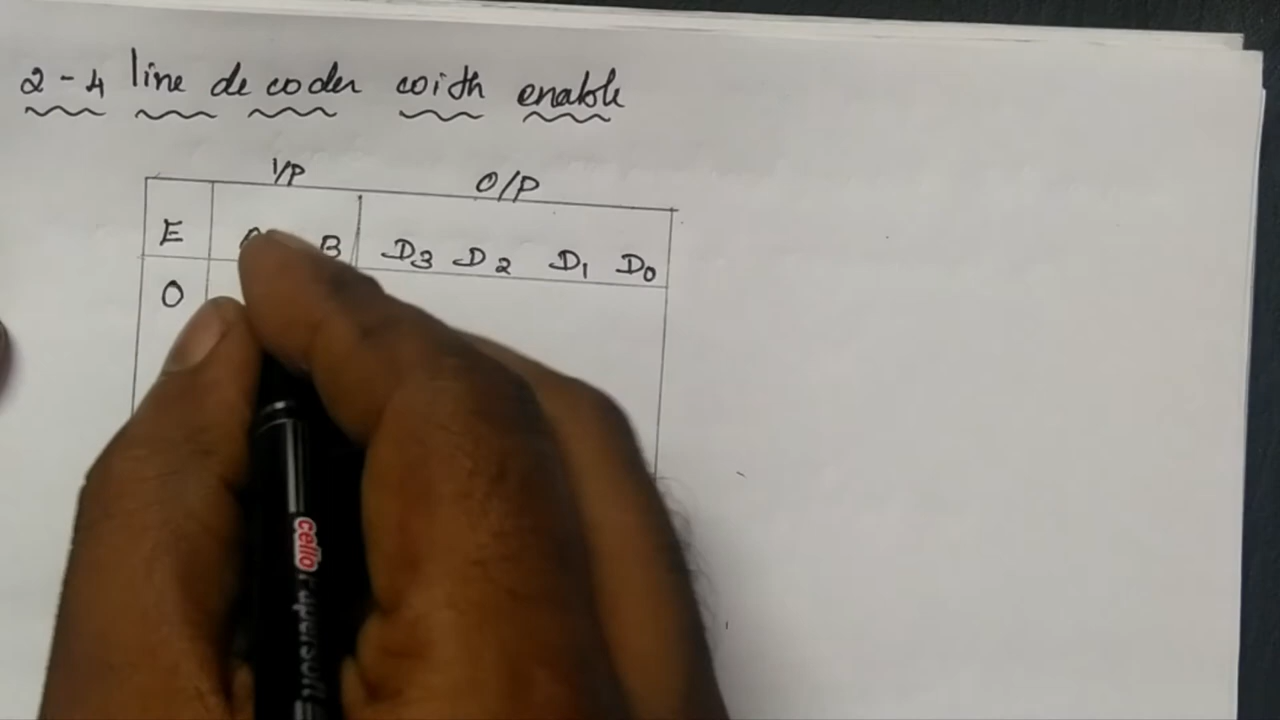 2-4 line decoder with enable
I/P O/P
E A B D3 D2 D1 D0
0
cello